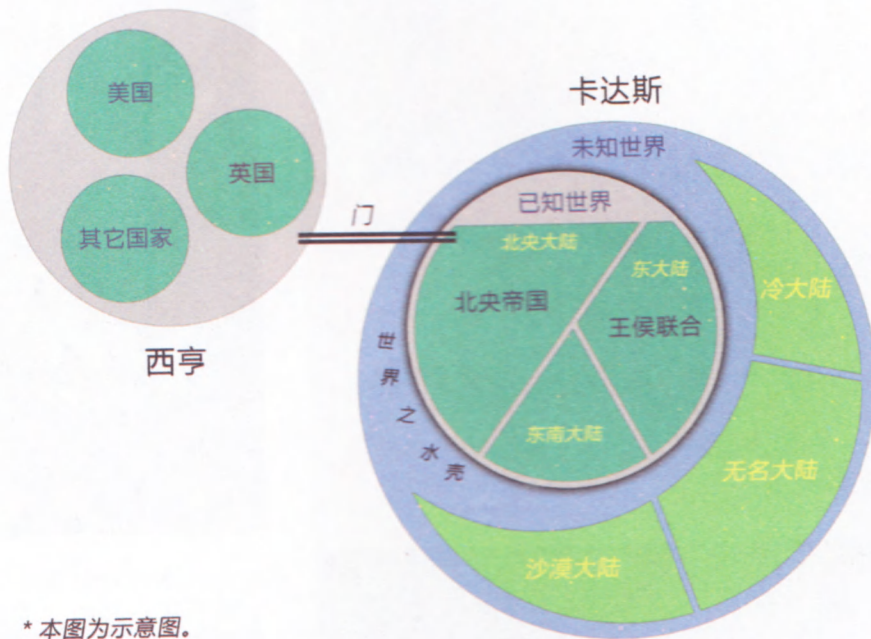 美国
英国
其它国家
西亨
门
卡达斯
未知世界
已知世界
北央大陆
北央帝国
东大陆
王侯联合
东南大陆
世界之水壳
冷大陆
无名大陆
沙漠大陆
* 本图为示意图。